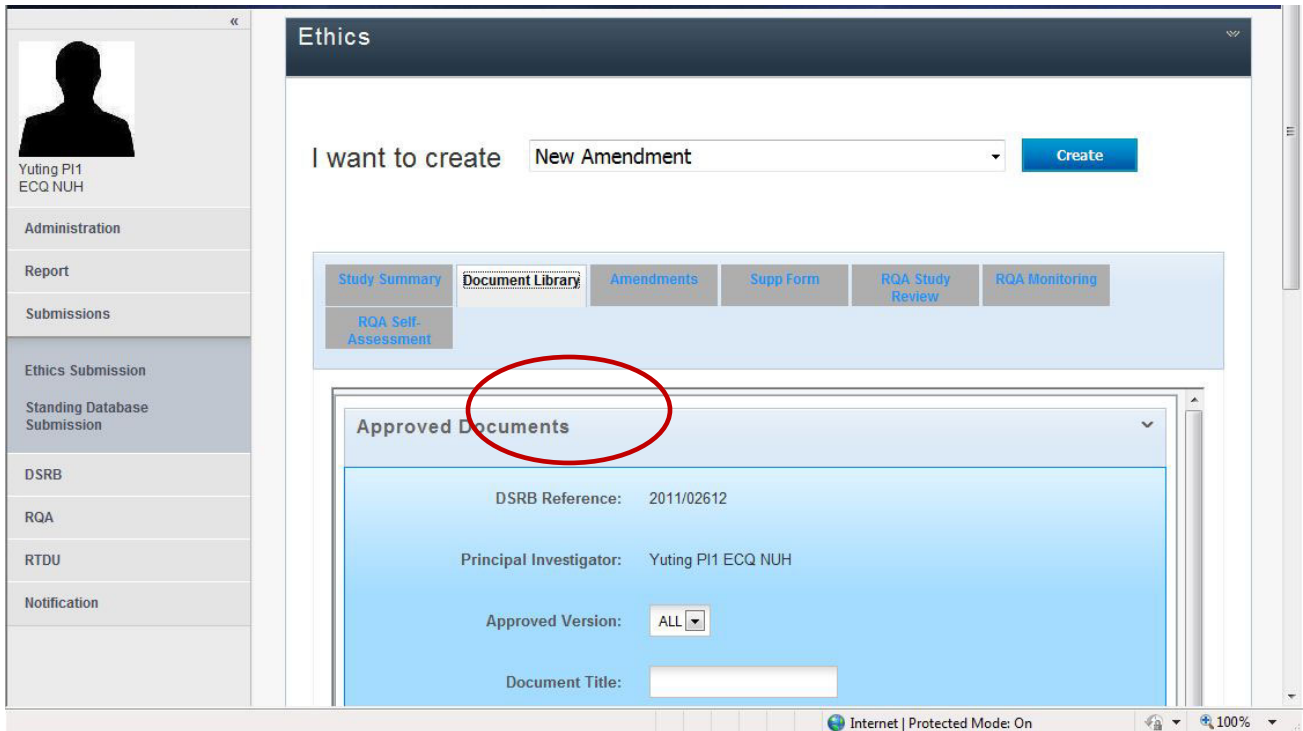 «
Yuting PI1
ECQ NUH
Administration
Report
Submissions
Ethics Submission
Standing Database
Submission
DSRB
RQA
RTDU
Notification
Ethics
I want to create New Amendment Create
Study Summary Document Library Amendments Supp Form RQA Study Review RQA Monitoring
RQA Self-
Assessment
Approved Documents
DSRB Reference: 2011/02612
Principal Investigator: Yuting PI1 ECQ NUH
Approved Version: ALL
Document Title:
Internet | Protected Mode: On 100%